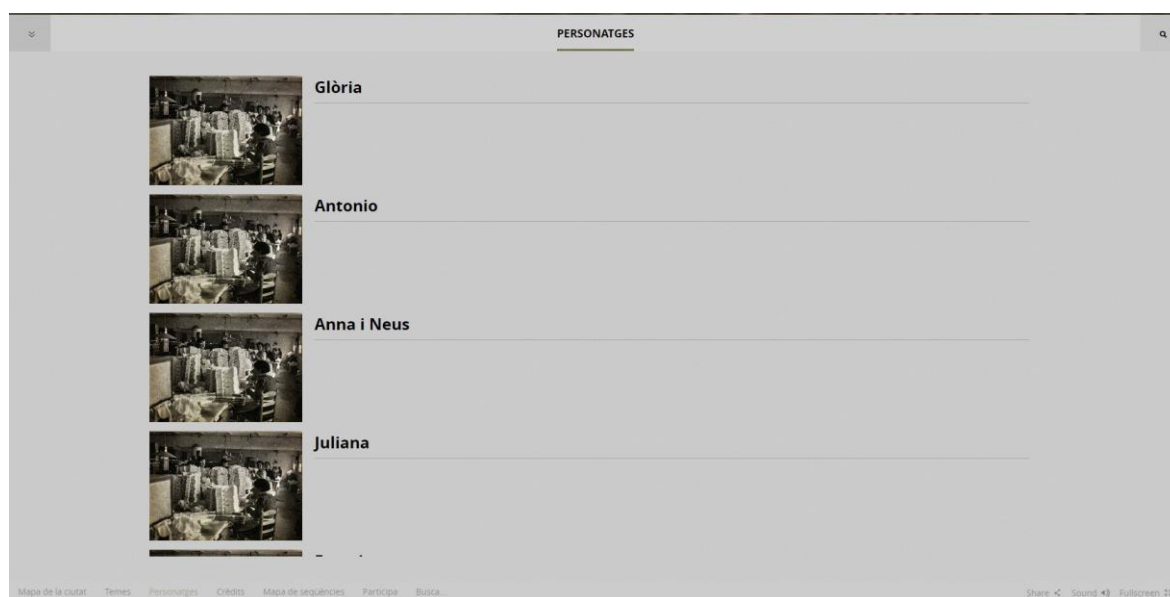 PERSONATGES
Glòria
Antonio
Anna i Neus
Juliana
Mapa de la ciutat Temes Personatges Crèdits Mapa de seqüències Participa Busca...
Share Sound Fullscreen